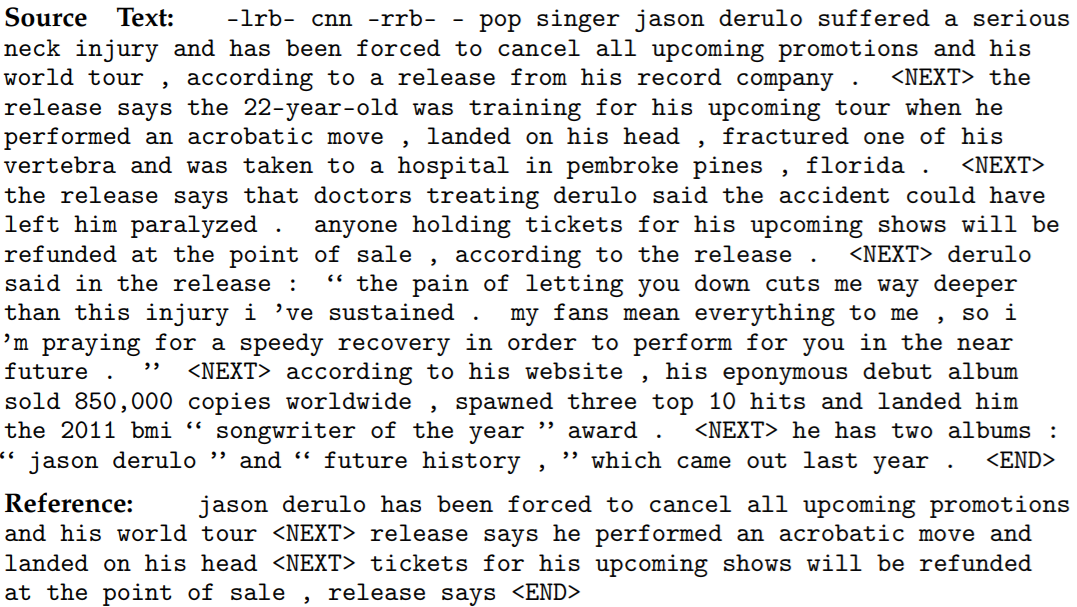 Source Text: -lrb- cnn -rrb- - pop singer jason derulo suffered a serious
neck injury and has been forced to cancel all upcoming promotions and his
world tour , according to a release from his record company . <NEXT> the
release says the 22-year-old was training for his upcoming tour when he
performed an acrobatic move , landed on his head , fractured one of his
vertebra and was taken to a hospital in pembroke pines , florida . <NEXT>
the release says that doctors treating derulo said the accident could have
left him paralyzed . anyone holding tickets for his upcoming shows will be
refunded at the point of sale , according to the release . <NEXT> derulo
said in the release : “ the pain of letting you down cuts me way deeper
than this injury i ’ve sustained . my fans mean everything to me , so i
’m praying for a speedy recovery in order to perform for you in the near
future . ” <NEXT> according to his website , his eponymous debut album
sold 850,000 copies worldwide , spawned three top 10 hits and landed him
the 2011 bmi “ songwriter of the year ” award . <NEXT> he has two albums :
“ jason derulo ” and “ future history , ” which came out last year . <END>
Reference: jason derulo has been forced to cancel all upcoming promotions
and his world tour <NEXT> release says he performed an acrobatic move and
landed on his head <NEXT> tickets for his upcoming shows will be refunded
at the point of sale , release says <END>